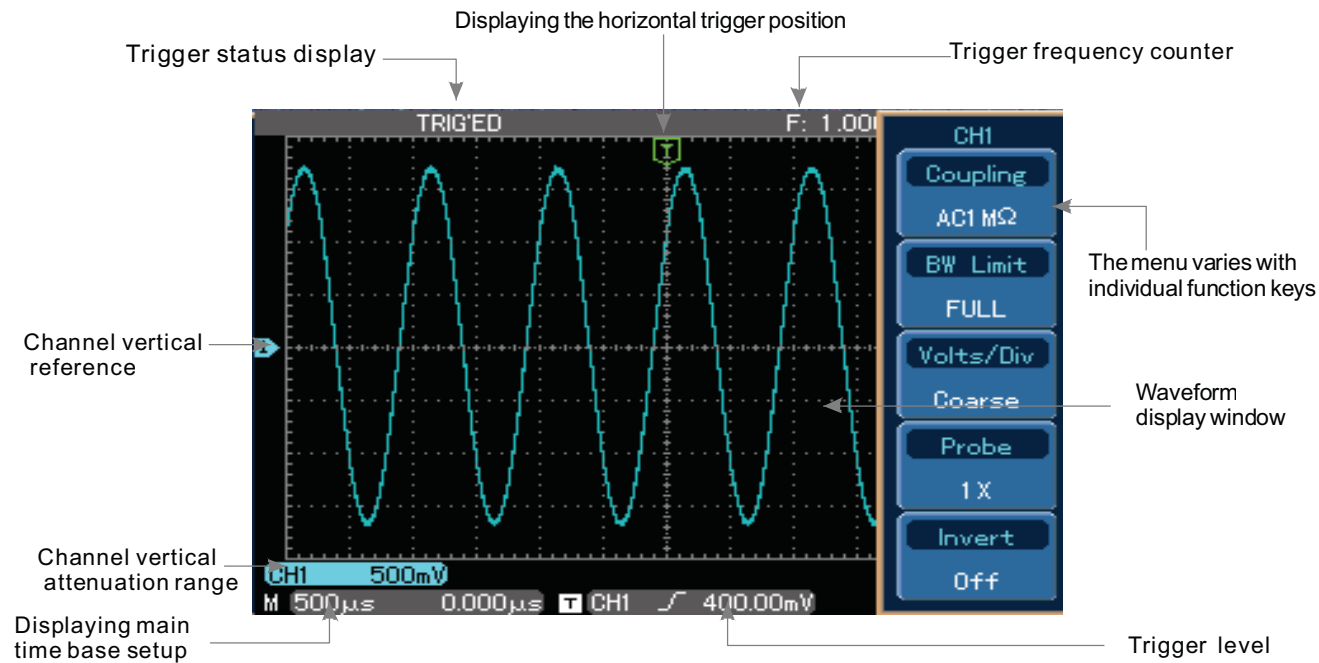 Displaying the horizontal trigger position
Trigger status display
Trigger frequency counter
TRIG'ED
F: 1.00
T
CH1
Coupling
AC1 MΩ
BW Limit
FULL
Volts/Div
Coarse
Probe
1 X
Invert
Off
The menu varies with
individual function keys
Channel vertical
reference
Waveform
display window
Channel vertical
attenuation range
CH1 500mV
M 500μs 0.000μs T CH1 400.00mV
Displaying main
time base setup
Trigger level